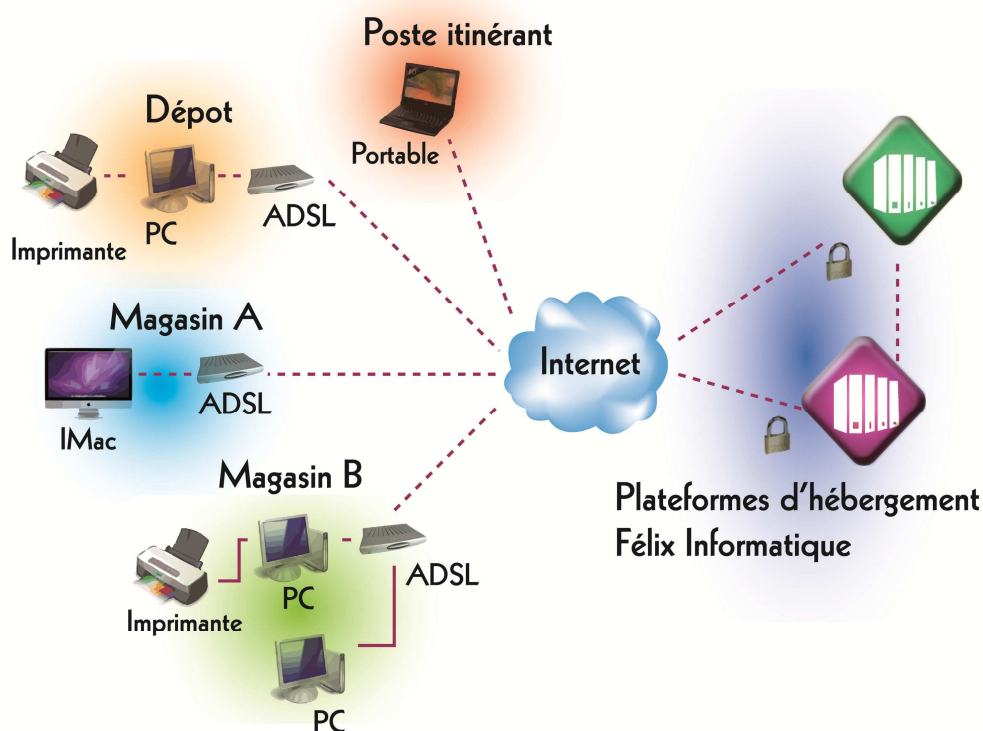 Poste itinérant
Portable
Dépot
Imprimante
PC
ADSL
Magasin A
IMac
ADSL
Internet
Magasin B
Imprimante
PC
ADSL
PC
Plateformes d'hébergement
Félix Informatique